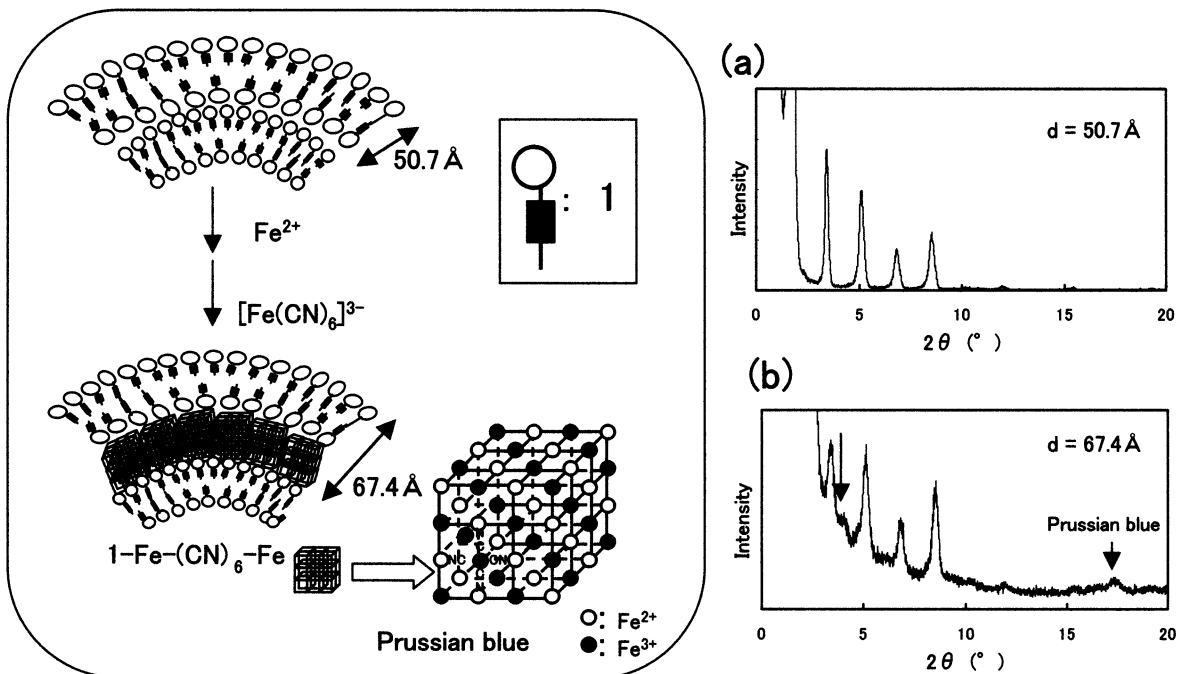 50.7 Å
Fe²⁺
[Fe(CN)₆]³⁻
: 1
67.4 Å
1-Fe-(CN)₆-Fe
NC
C
CN
C
Prussian blue
○: Fe²⁺
●: Fe³⁺
(a)
d = 50.7 Å
Intensity
0 5 10 15 20
2θ (°)
(b)
d = 67.4 Å
Prussian blue
Intensity
0 5 10 15 20
2θ (°)